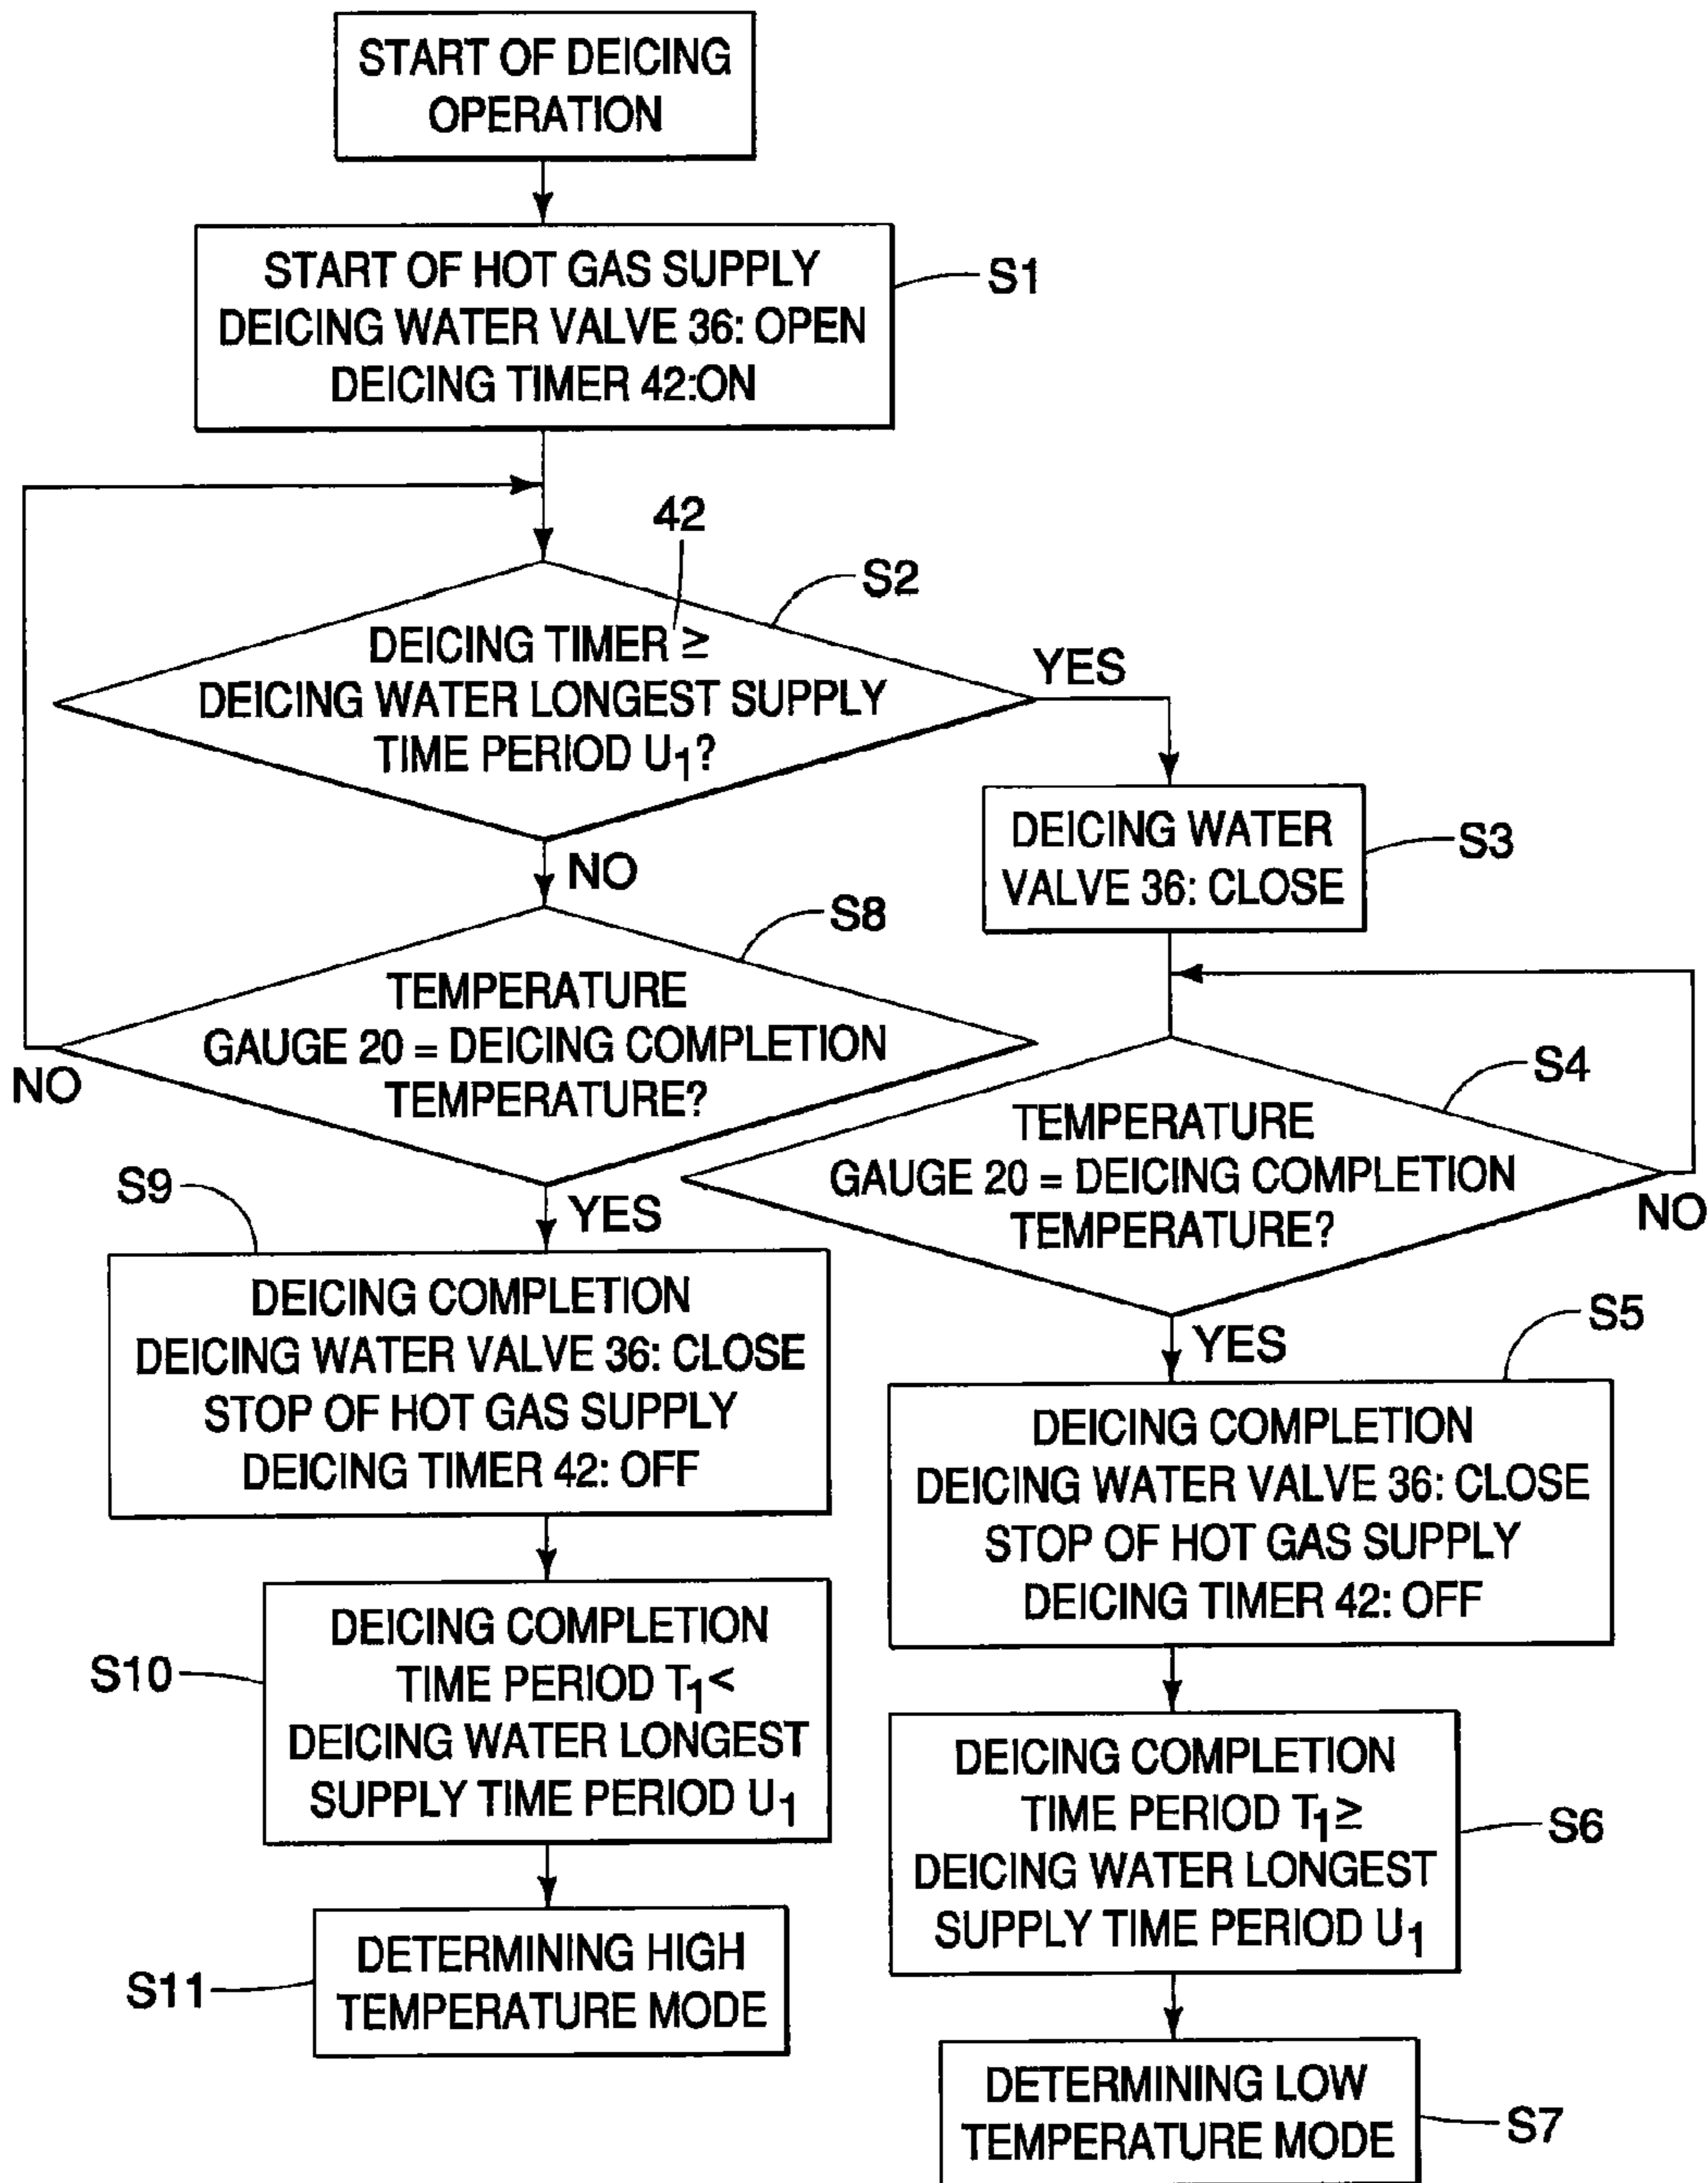 START OF DEICING
OPERATION
START OF HOT GAS SUPPLY
DEICING WATER VALVE 36: OPEN
DEICING TIMER 42:ON
S1
42
S2
DEICING TIMER ≥
DEICING WATER LONGEST SUPPLY
TIME PERIOD U1?
YES
NO
DEICING WATER
VALVE 36: CLOSE
S3
S8
TEMPERATURE
GAUGE 20 = DEICING COMPLETION
TEMPERATURE?
NO
YES
S4
TEMPERATURE
GAUGE 20 = DEICING COMPLETION
TEMPERATURE?
NO
YES
S9
DEICING COMPLETION
DEICING WATER VALVE 36: CLOSE
STOP OF HOT GAS SUPPLY
DEICING TIMER 42: OFF
S5
DEICING COMPLETION
DEICING WATER VALVE 36: CLOSE
STOP OF HOT GAS SUPPLY
DEICING TIMER 42: OFF
S10
DEICING COMPLETION
TIME PERIOD T1<
DEICING WATER LONGEST
SUPPLY TIME PERIOD U1
DEICING COMPLETION
TIME PERIOD T1≥
DEICING WATER LONGEST
SUPPLY TIME PERIOD U1
S6
S11
DETERMINING HIGH
TEMPERATURE MODE
DETERMINING LOW
TEMPERATURE MODE
S7